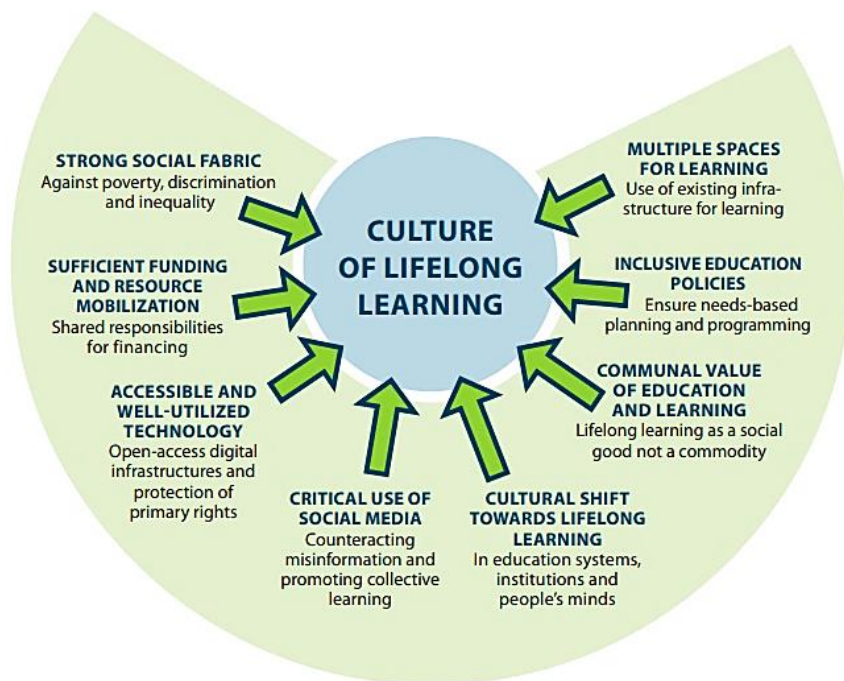 STRONG SOCIAL FABRIC
Against poverty, discrimination
and inequality
SUFFICIENT FUNDING
AND RESOURCE
MOBILIZATION
Shared responsibilities
for financing
ACCESSIBLE AND
WELL-UTILIZED
TECHNOLOGY
Open-access digital
infrastructures and
protection of
primary rights
CRITICAL USE OF
SOCIAL MEDIA
Counteracting
misinformation and
promoting collective
learning
CULTURE
OF LIFELONG
LEARNING
CULTURAL SHIFT
TOWARDS LIFELONG
LEARNING
In education systems,
institutions and
people's minds
COMMUNAL VALUE
OF EDUCATION
AND LEARNING
Lifelong learning as a social
good not a commodity
INCLUSIVE EDUCATION
POLICIES
Ensure needs-based
planning and programming
MULTIPLE SPACES
FOR LEARNING
Use of existing infra-
structure for learning